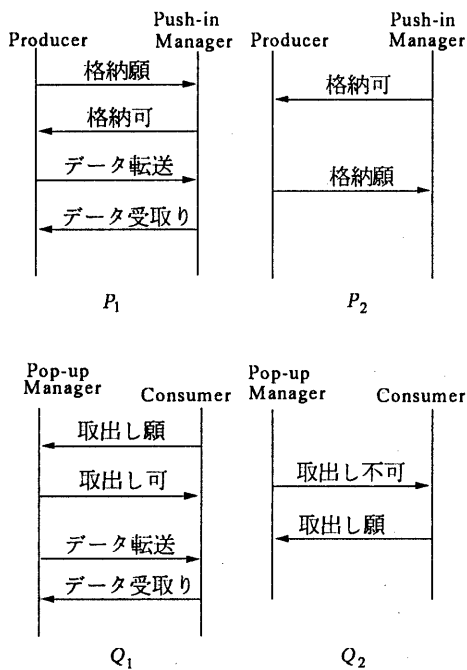 Producer
Push-in
Manager
格納願
格納可
データ転送
データ受取り
P1
Producer
Push-in
Manager
格納可
格納願
P2
Pop-up
Manager
Consumer
取出し願
取出し可
データ転送
データ受取り
Q1
Pop-up
Manager
Consumer
取出し不可
取出し願
Q2